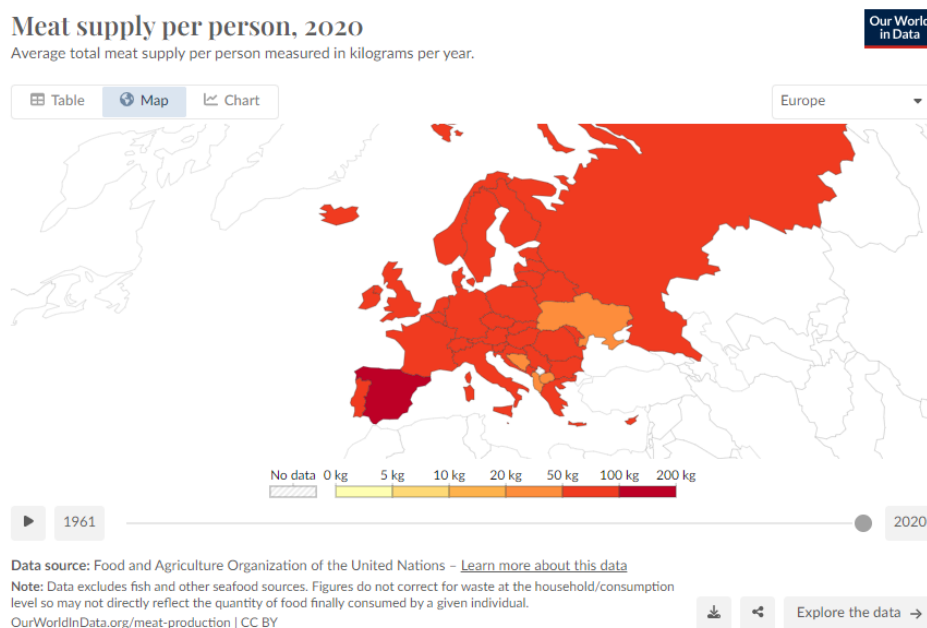 Meat supply per person, 2020
Average total meat supply per person measured in kilograms per year.
Our World
in Data
Table Map Chart
Europe
No data 0 kg 5 kg 10 kg 20 kg 50 kg 100 kg 200 kg
1961 2020
Data source: Food and Agriculture Organization of the United Nations – Learn more about this data
Note: Data excludes fish and other seafood sources. Figures do not correct for waste at the household/consumption
level so may not directly reflect the quantity of food finally consumed by a given individual.
OurWorldInData.org/meat-production | CC BY
Explore the data →